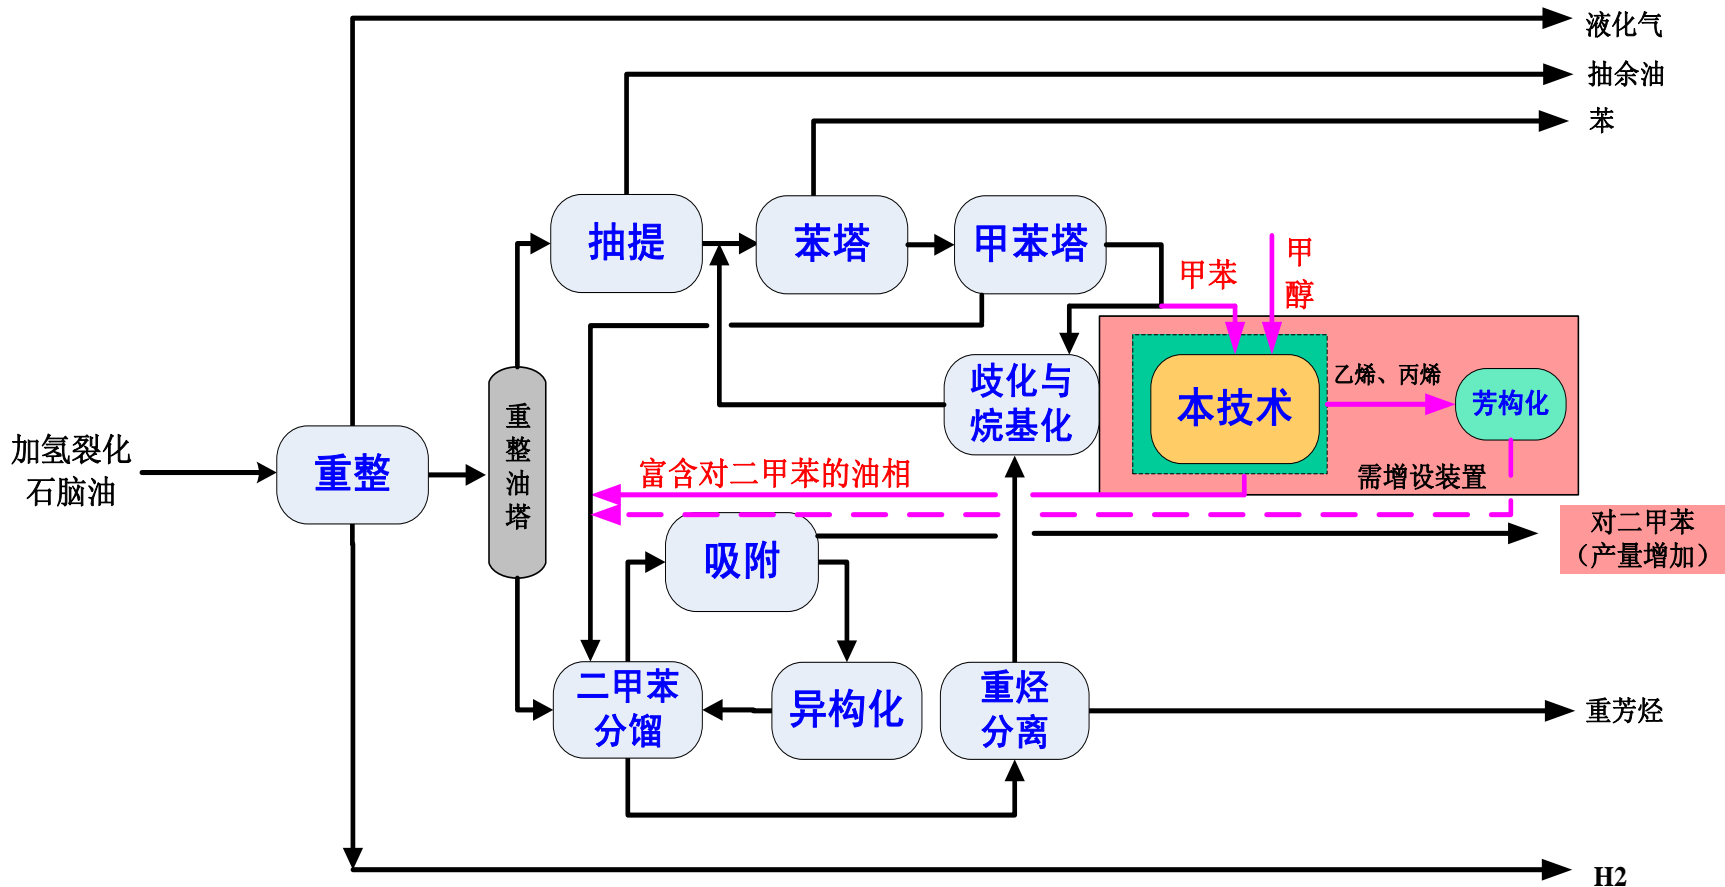 液化气
抽余油
苯
抽提
苯塔
甲苯塔
甲苯
甲
醇
歧化与
烷基化
本技术
乙烯、丙烯
芳构化
需增设装置
加氢裂化
石脑油
重整
重
整
油
塔
富含对二甲苯的油相
吸附
对二甲苯
（产量增加）
二甲苯
分馏
异构化
重烃
分离
重芳烃
H2